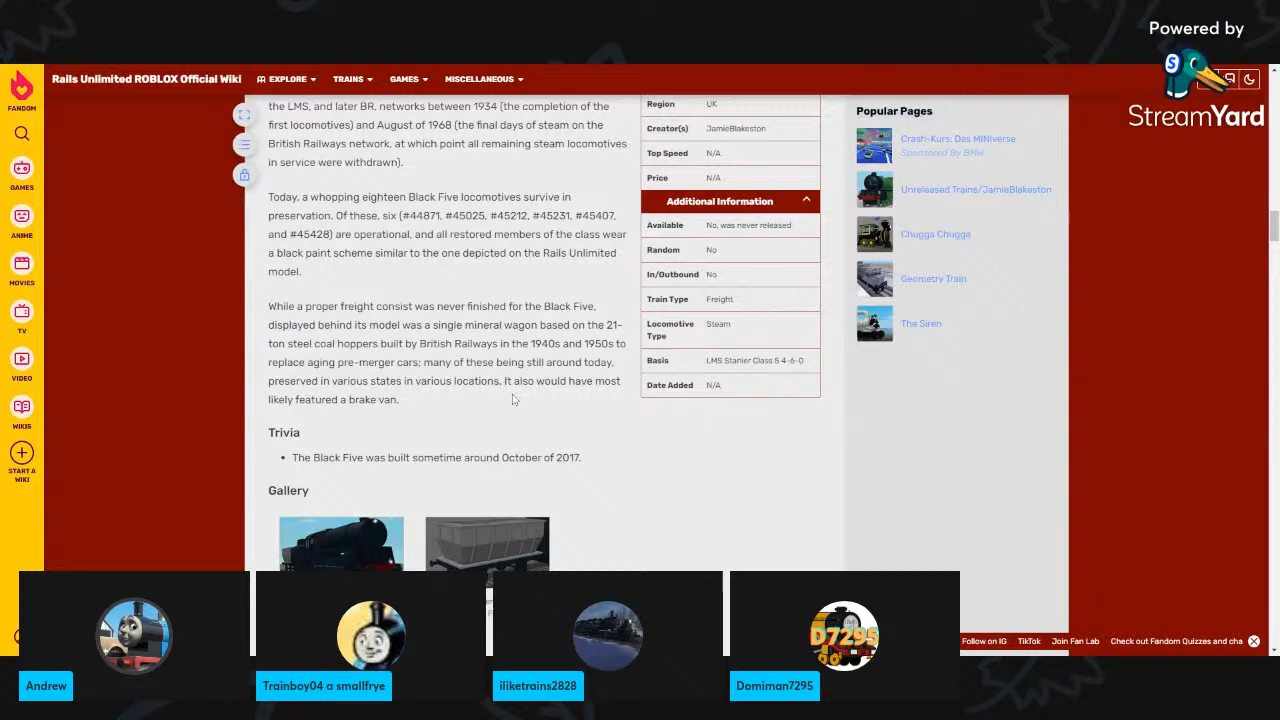 Powered by
StreamYard
Rails Unlimited ROBLOX Official Wiki
EXPLORE
TRAINS
GAMES
MISCELLANEOUS
FANDOM
GAMES
ANIME
MOVIES
TV
VIDEO
WIKIS
START A
WIKI
the LMS, and later BR, networks between 1934 (the completion of the
first locomotives) and August of 1968 (the final days of steam on the
British Railways network, at which point all remaining steam locomotives
in service were withdrawn).
Today, a whopping eighteen Black Five locomotives survive in
preservation. Of these, six (#44871, #45025, #45212, #45231, #45407,
and #45428) are operational, and all restored members of the class wear
a black paint scheme similar to the one depicted on the Rails Unlimited
model.
While a proper freight consist was never finished for the Black Five,
displayed behind its model was a single mineral wagon based on the 21-
ton steel coal hoppers built by British Railways in the 1940s and 1950s to
replace aging pre-merger cars; many of these being still around today,
preserved in various states in various locations. It also would have most
likely featured a brake van.
Trivia
• The Black Five was built sometime around October of 2017.
Gallery
Region UK
Creator(s) JamieBlakeston
Top Speed N/A
Price N/A
Additional Information
Available No, was never released
Random No
In/Outbound No
Train Type Freight
Locomotive Steam
Type
Basis LMS Stanier Class 5 4-6-0
Date Added N/A
Popular Pages
Crash-Kurs: Das MINIverse
Sponsored By BMW
Unreleased Trains/JamieBlakeston
Chugga Chugga
Geometry Train
The Siren
Follow on IG TikTok Join Fan Lab Check out Fandom Quizzes and cha
D7295
Andrew
Trainboy04 a smallfrye
iliketrains2828
Domiman7295